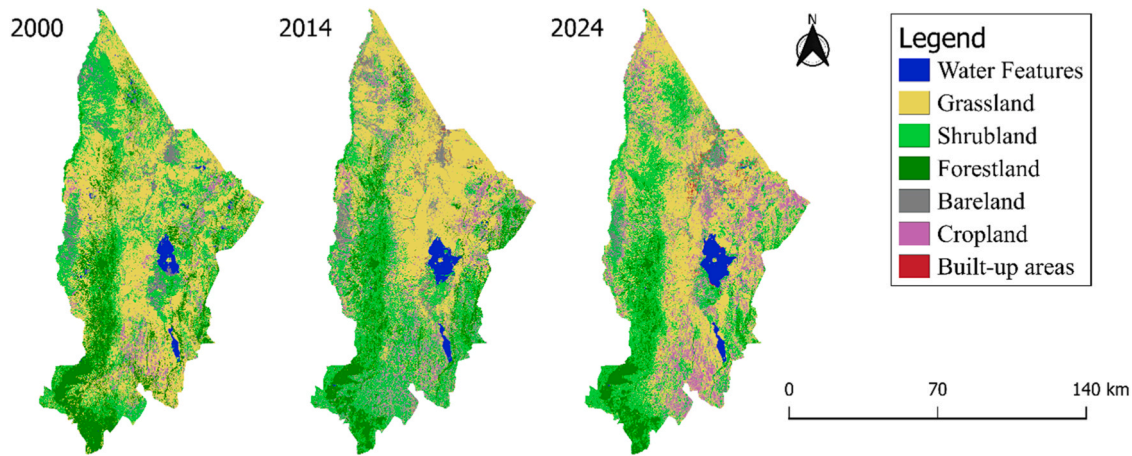 2000
2014
2024
N
Legend
Water Features
Grassland
Shrubland
Forestland
Bareland
Cropland
Built-up areas
0 70 140 km